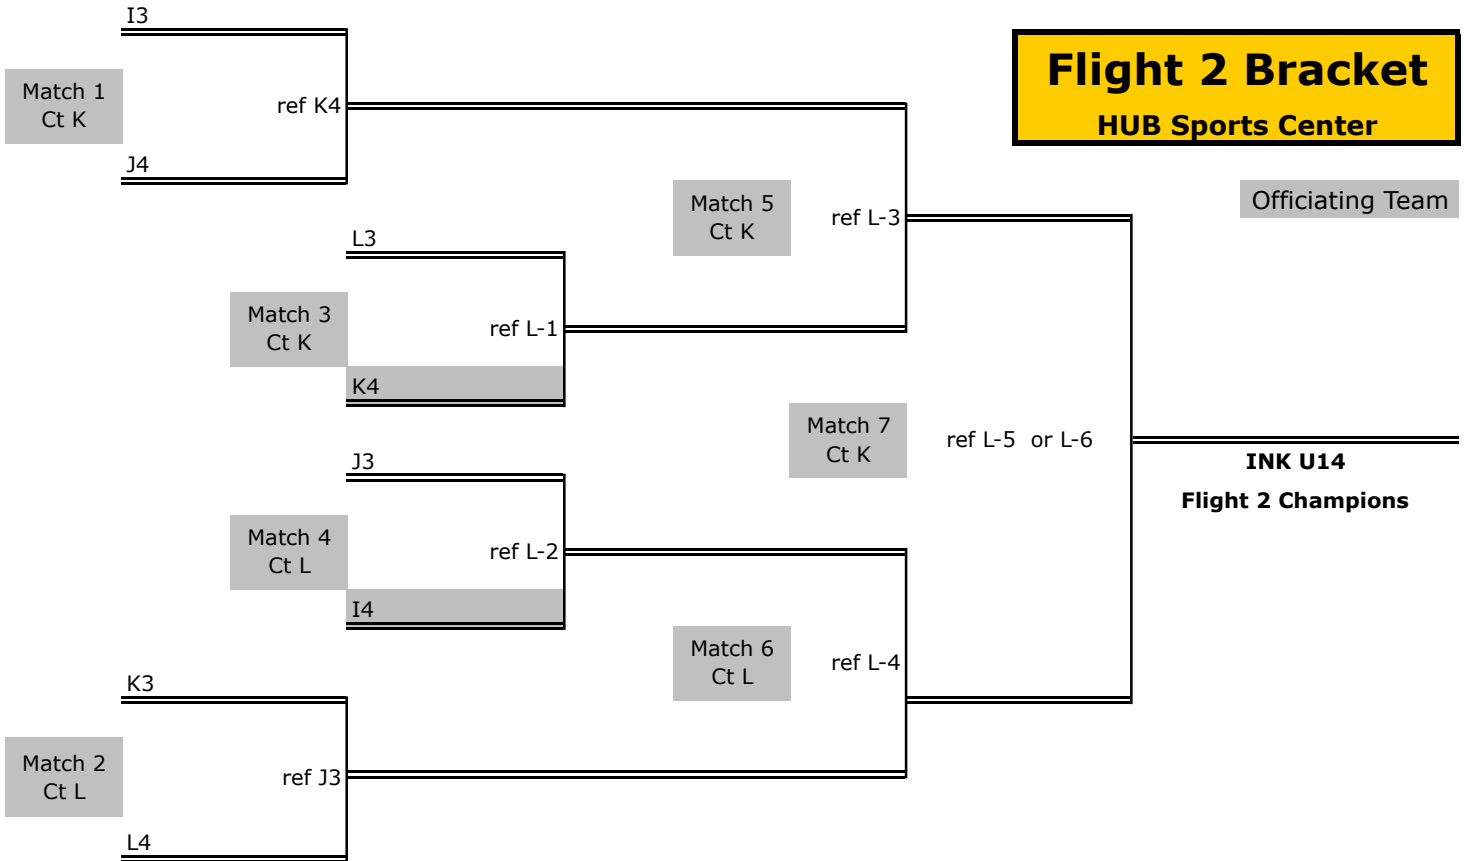 I3
Flight 2 Bracket
HUB Sports Center
Match 1
Ct K
ref K4
J4
Officiating Team
Match 5
Ct K
ref L-3
L3
Match 3
Ct K
ref L-1
K4
Match 7
Ct K
ref L-5 or L-6
INK U14
Flight 2 Champions
J3
Match 4
Ct L
ref L-2
I4
Match 6
Ct L
ref L-4
K3
Match 2
Ct L
ref J3
L4